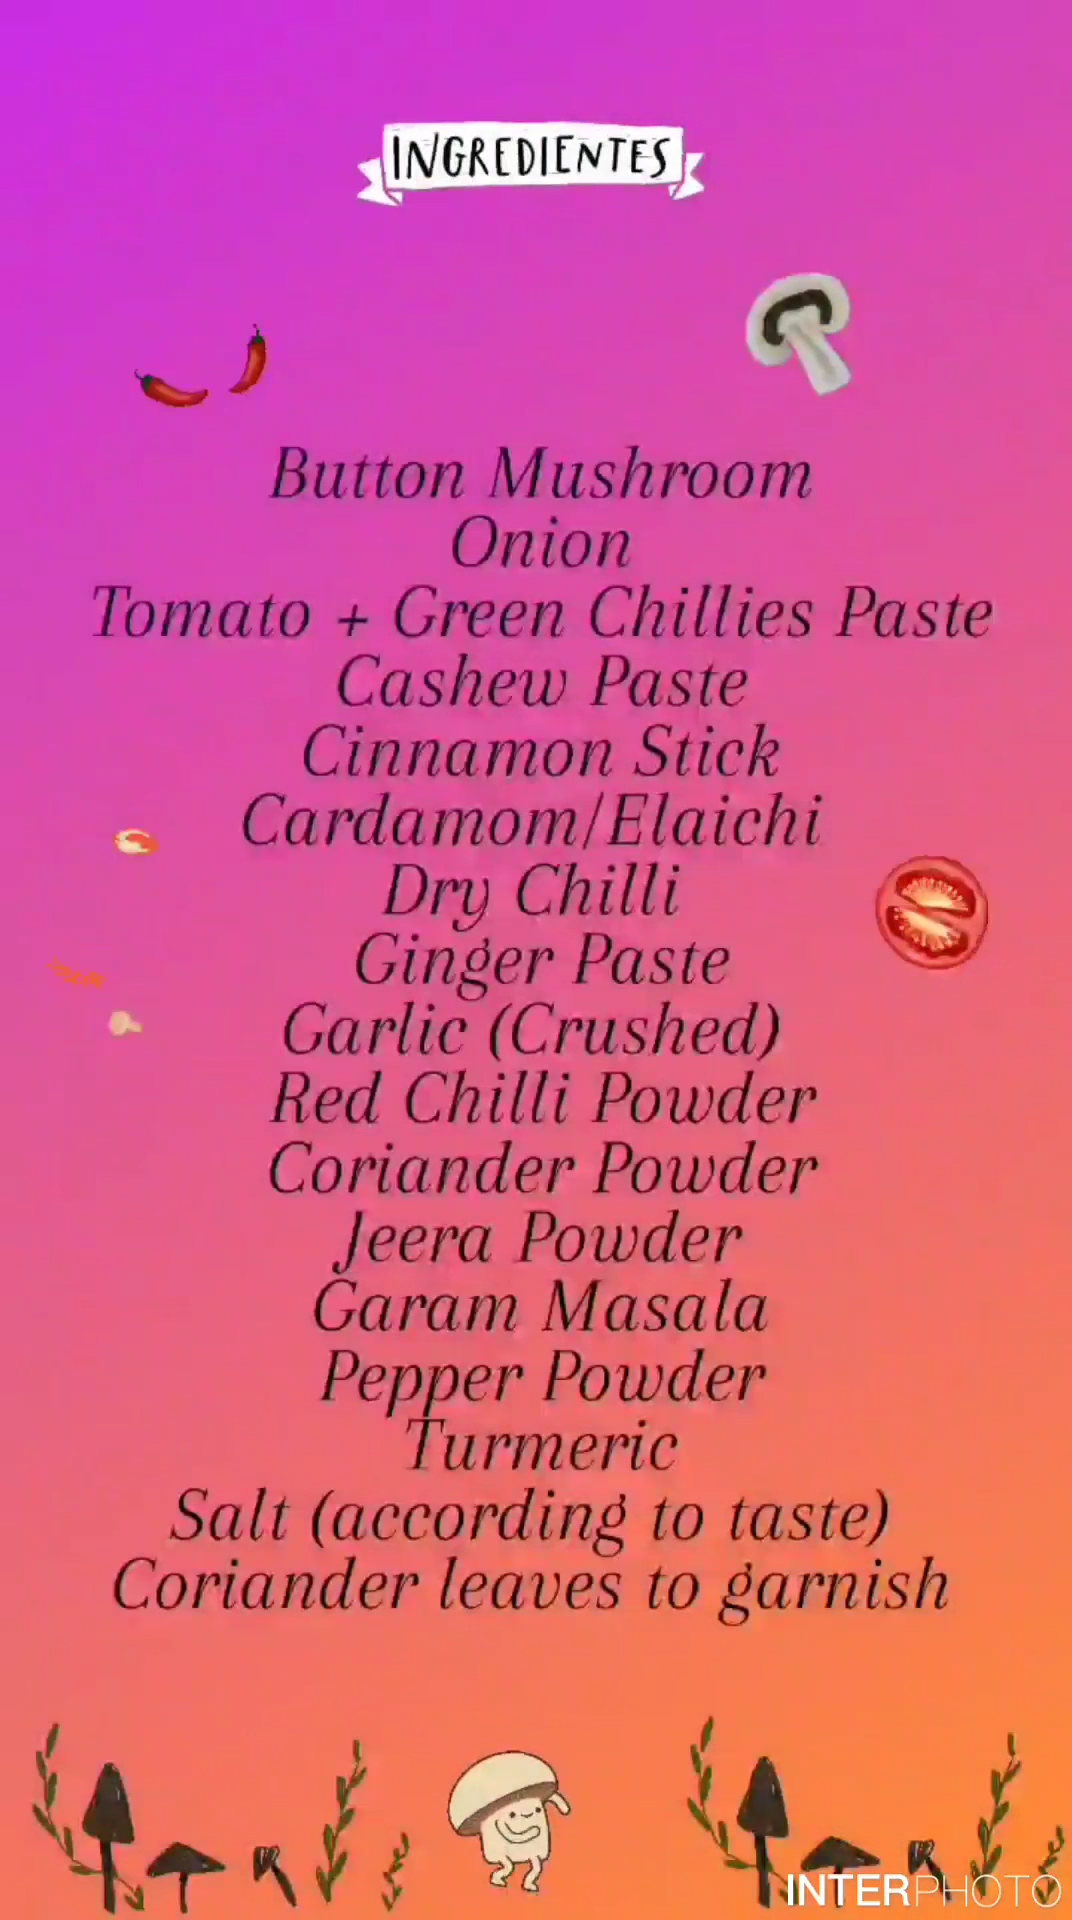 INGREDIENTES
Button Mushroom
Onion
Tomato + Green Chillies Paste
Cashew Paste
Cinnamon Stick
Cardamom/Elaichi
Dry Chilli
Ginger Paste
Garlic (Crushed)
Red Chilli Powder
Coriander Powder
Jeera Powder
Garam Masala
Pepper Powder
Turmeric
Salt (according to taste)
Coriander leaves to garnish
INTERPHOTO